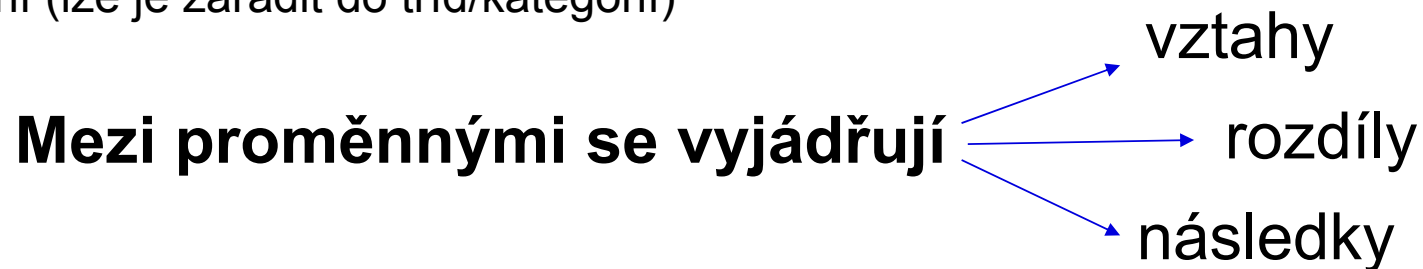 (lze je zařadit do tříd/kategorií)
vztahy
Mezi proměnnými se vyjádřují
rozdíly
následky